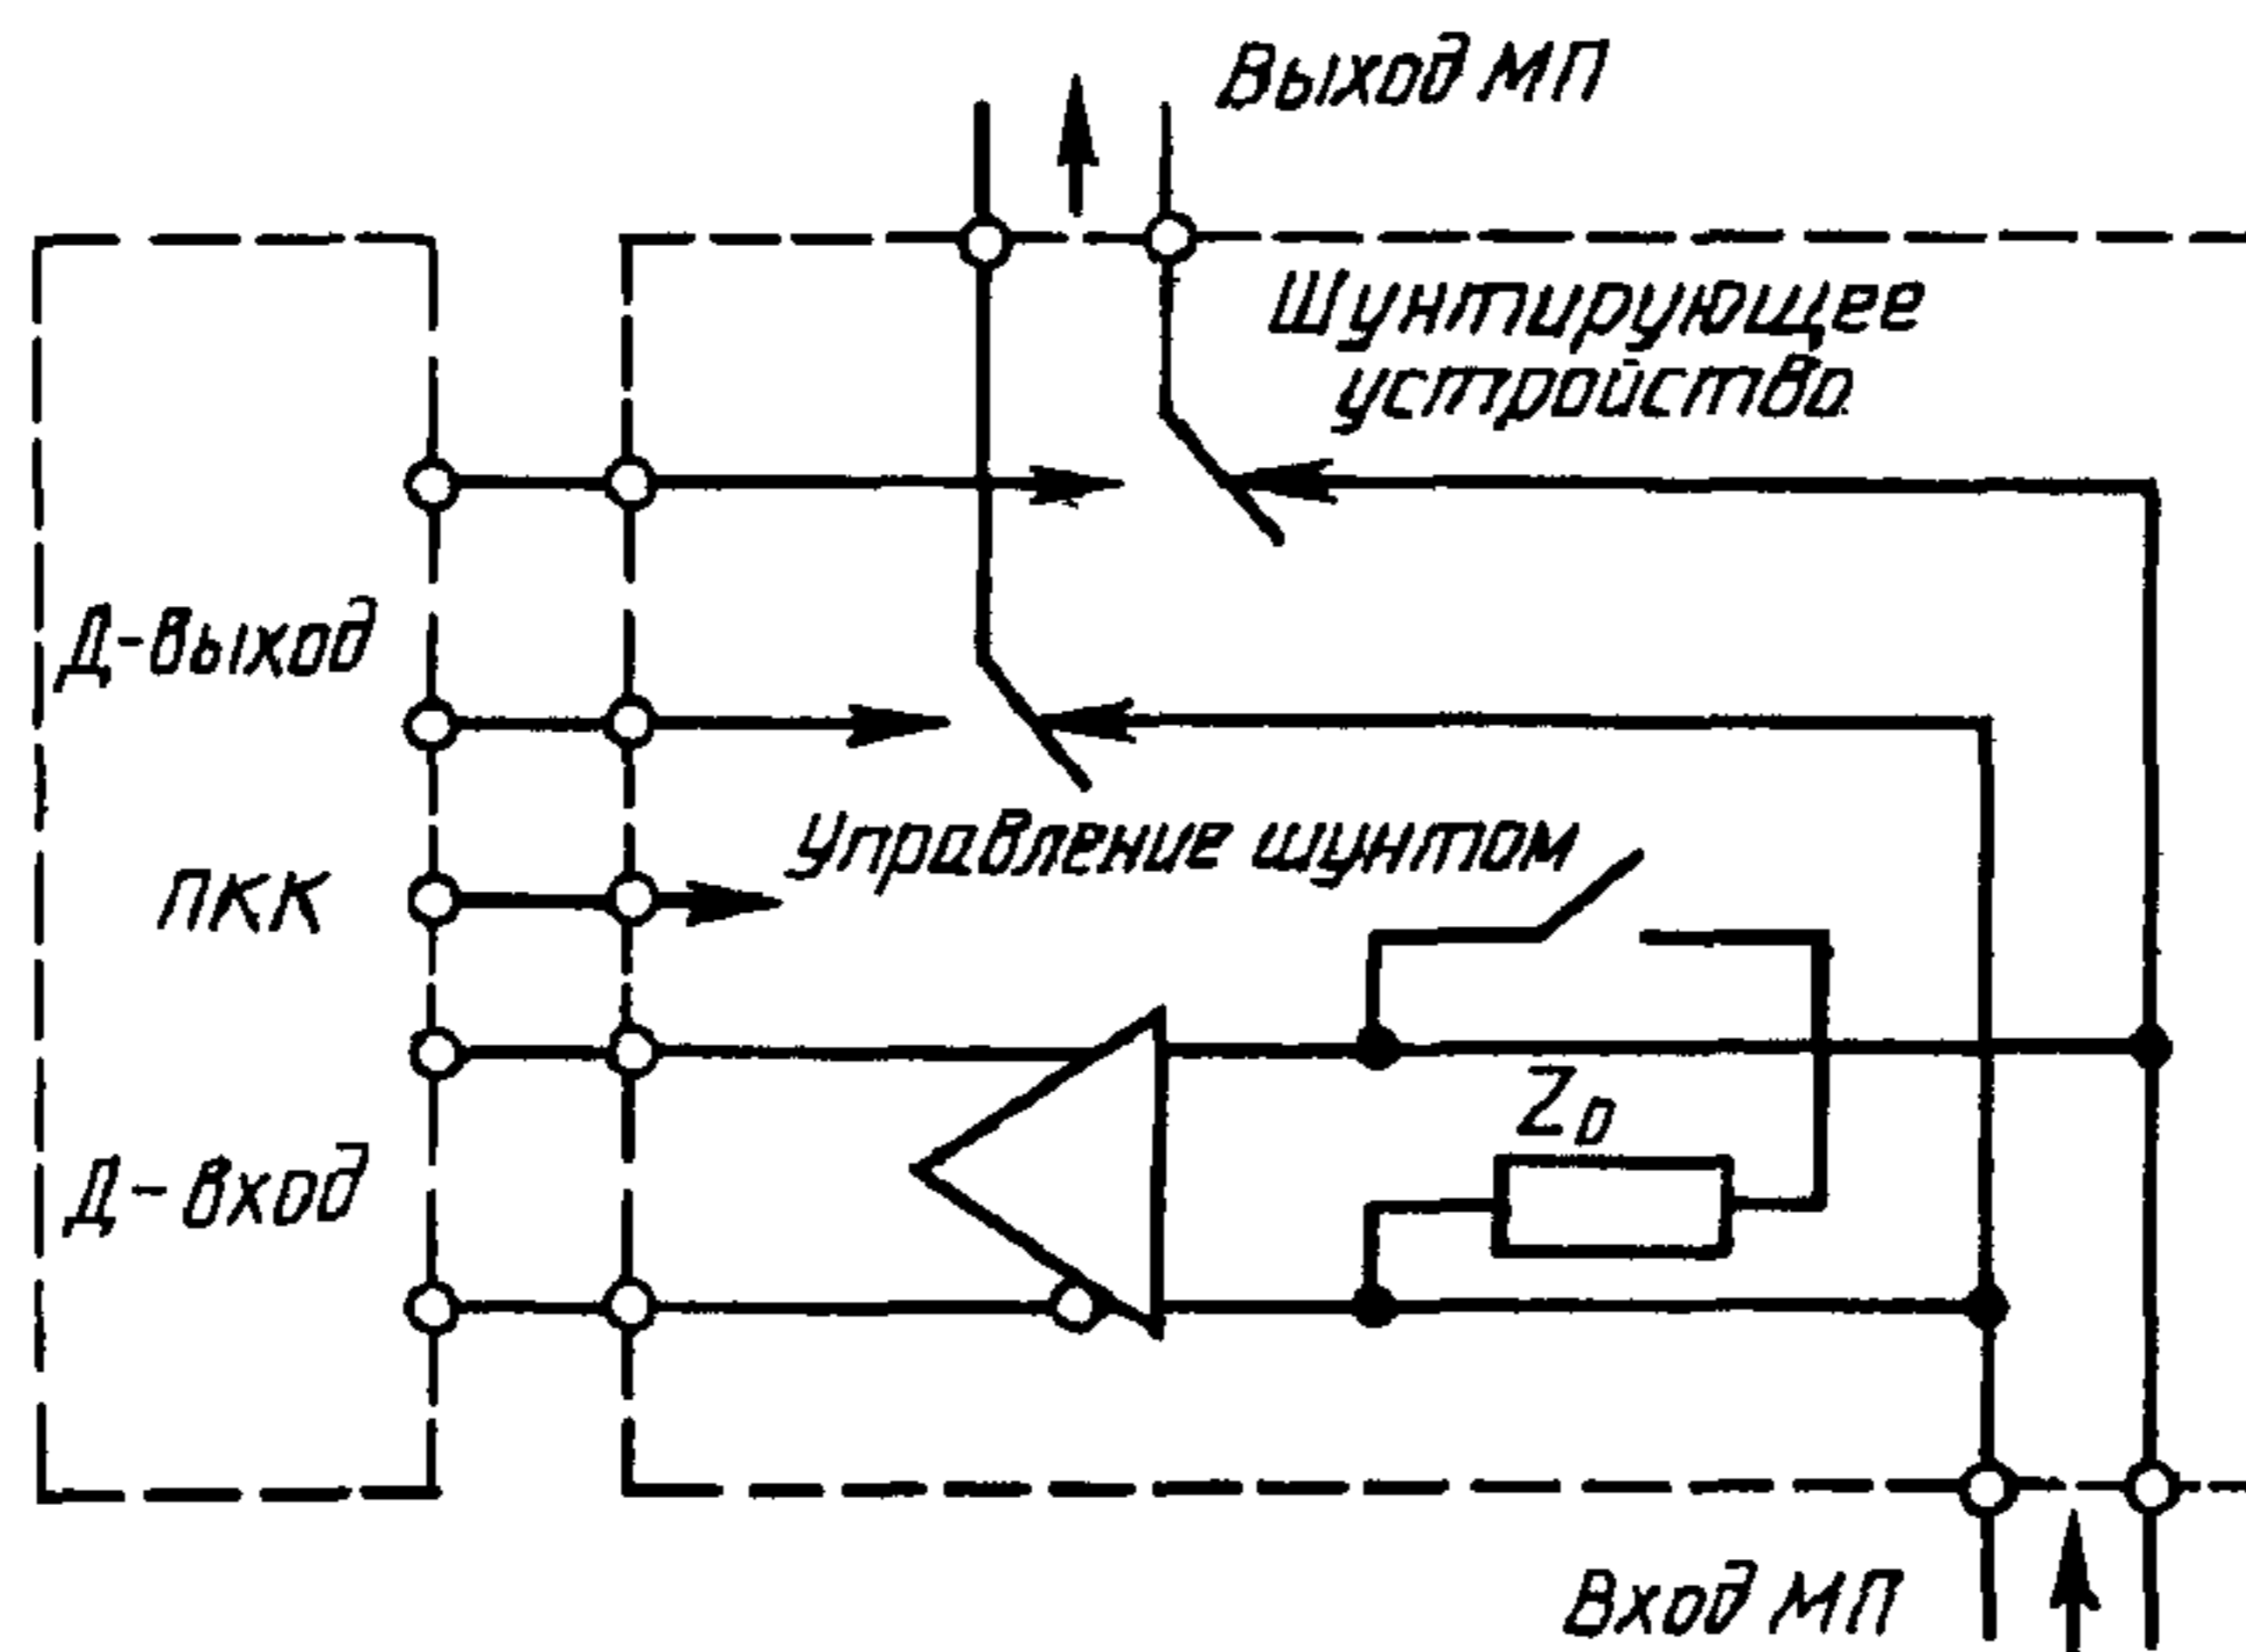 Выход МП
Шунтирующее
устройство
Д-выход
Управление шунтом
ПКК
Z₀
Д-вход
Вход МП